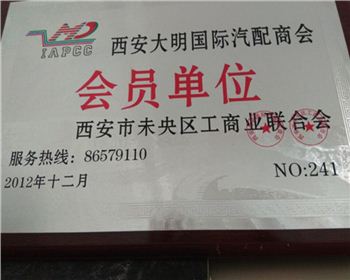 西安大明国际汽配商会
IAPCC
会员单位
西安市未央区工商业联合会
服务热线：86579110
2012年十二月
NO:241